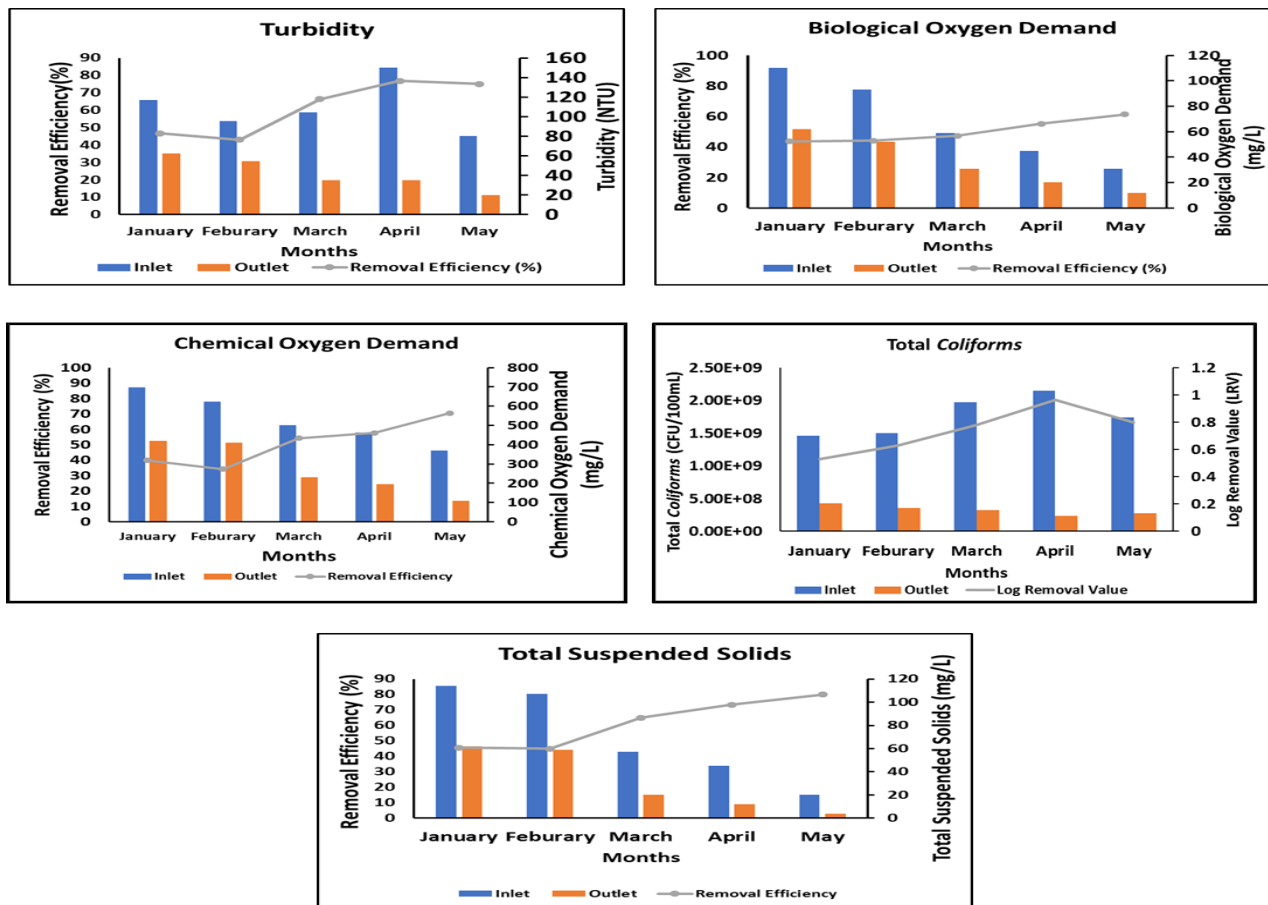 Turbidity
Removal Efficiency(%)
90
80
70
60
50
40
30
20
10
0
160
140
120
100
80
60
40
20
0
Turbidity (NTU)
January Feburary March April May
Months
Inlet Outlet Removal Efficiency (%)
Biological Oxygen Demand
Removal Efficiency (%)
100
80
60
40
20
0
120
100
80
60
40
20
0
Biological Oxygen Demand
(mg/L)
January Feburary March April May
Months
Inlet Outlet Removal Efficiency (%)
Chemical Oxygen Demand
Removal Efficiency (%)
100
90
80
70
60
50
40
30
20
10
0
800
700
600
500
400
300
200
100
0
Chemical Oxygen Demand
(mg/L)
January Feburary March April May
Months
Inlet Outlet Removal Efficiency
Total Coliforms
Total Coliforms (CFU/100mL)
2.50E+09
2.00E+09
1.50E+09
1.00E+09
5.00E+08
0.00E+00
1.2
1
0.8
0.6
0.4
0.2
0
Log Removal Value (LRV)
January Feburary March April May
Months
Inlet Outlet Log Removal Value
Total Suspended Solids
Removal Efficiency (%)
90
80
70
60
50
40
30
20
10
0
120
100
80
60
40
20
0
Total Suspended Solids (mg/L)
January Feburary March April May
Months
Inlet Outlet Removal Efficiency